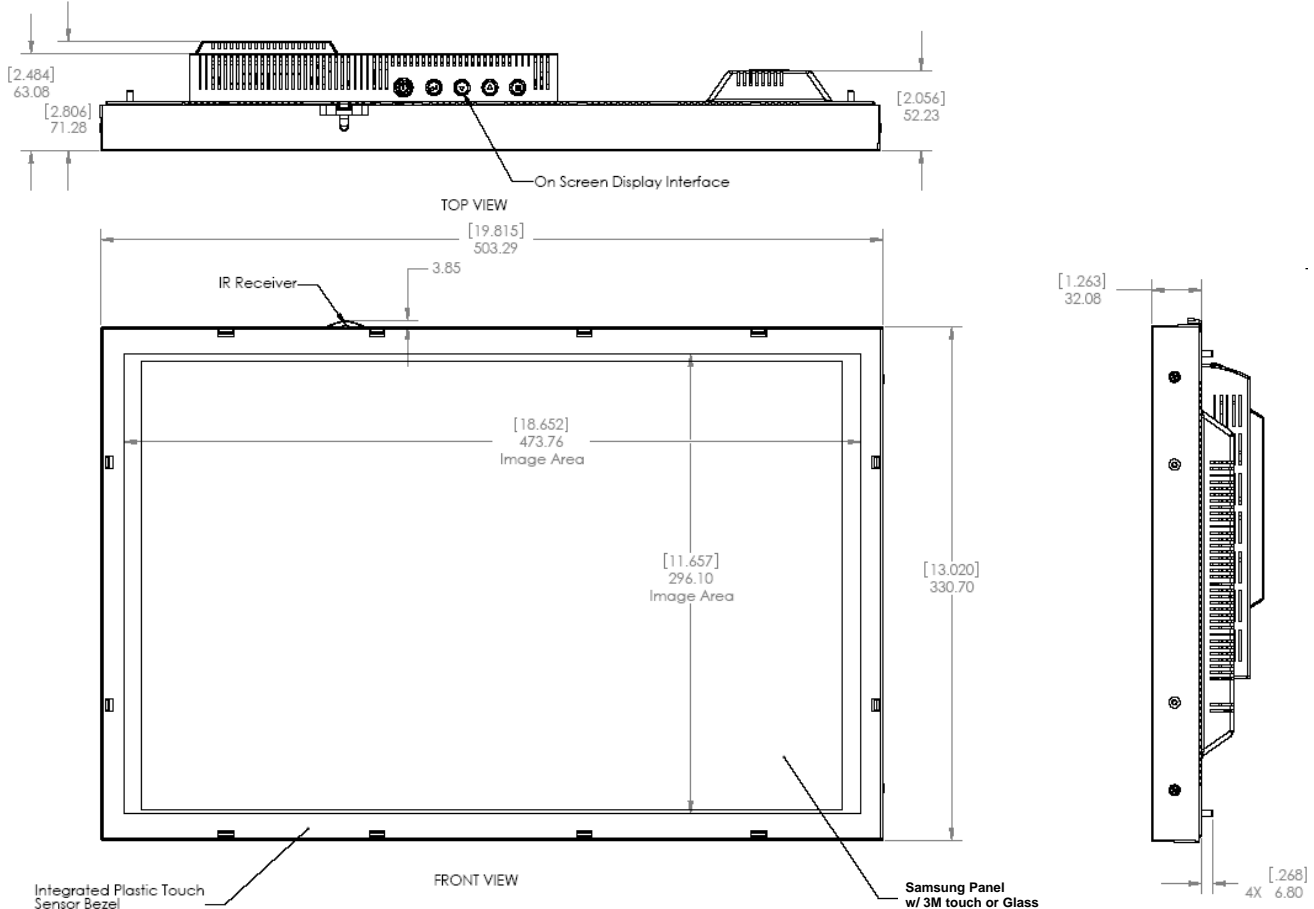 [2.484]
63.08
[2.806]
71.28
[2.056]
52.23
On Screen Display Interface
TOP VIEW
[19.815]
503.29
3.85
IR Receiver
[1.263]
32.08
[18.652]
473.76
Image Area
[11.657]
296.10
Image Area
[13.020]
330.70
Integrated Plastic Touch
Sensor Bezel
FRONT VIEW
Samsung Panel
w/ 3M touch or Glass
[.268]
4X 6.80